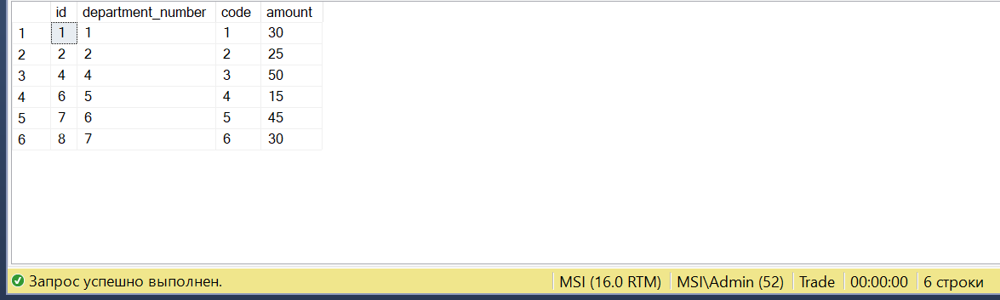 id department_number code amount
1 1 1 1 30
2 2 2 2 25
3 4 4 3 50
4 6 5 4 15
5 7 6 5 45
6 8 7 6 30
Запрос успешно выполнен. MSI (16.0 RTM) MSI\Admin (52) Trade 00:00:00 6 строки